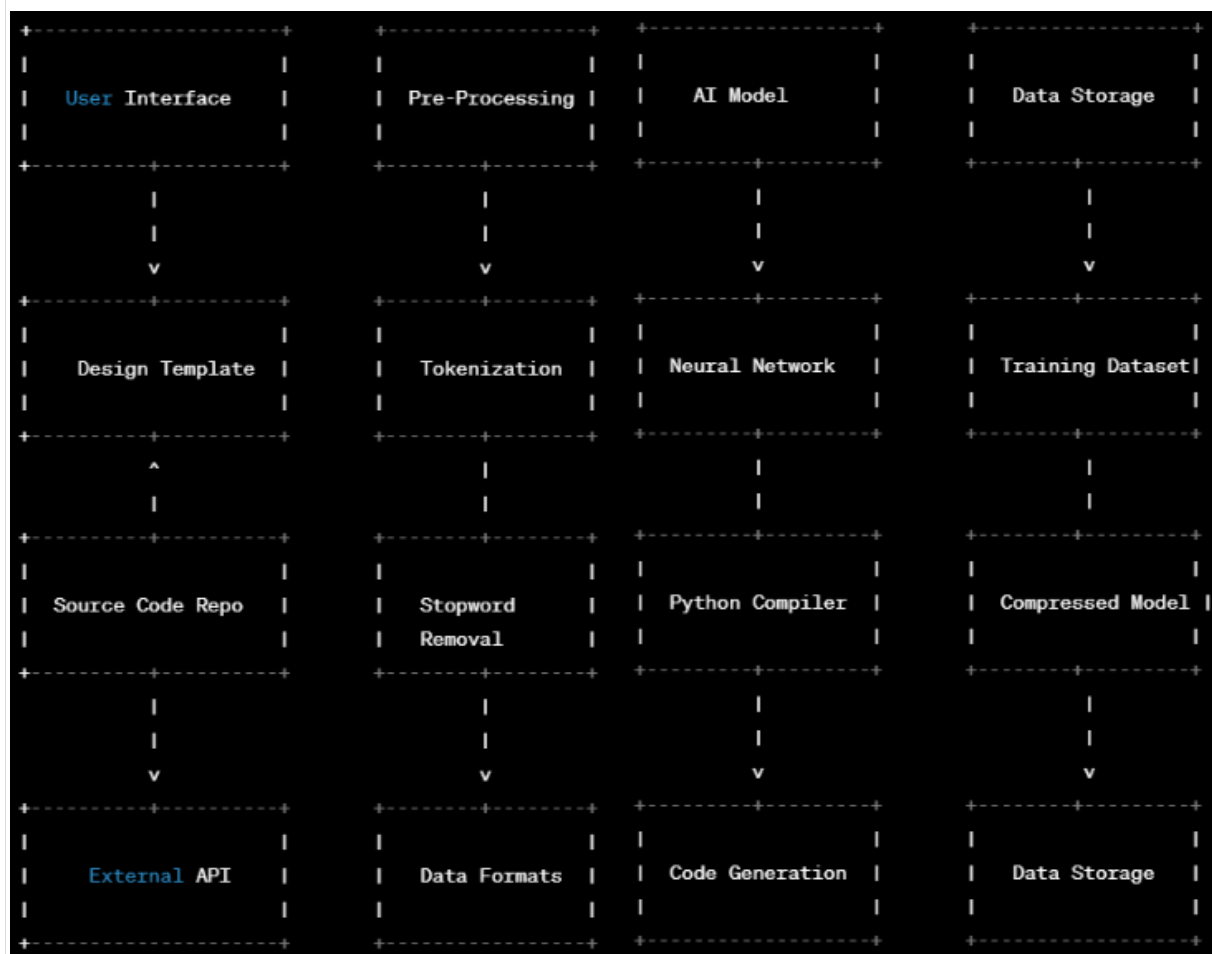 User Interface
Pre-Processing
AI Model
Data Storage
Design Template
Tokenization
Neural Network
Training Dataset
Source Code Repo
Stopword
Removal
Python Compiler
Compressed Model
External API
Data Formats
Code Generation
Data Storage